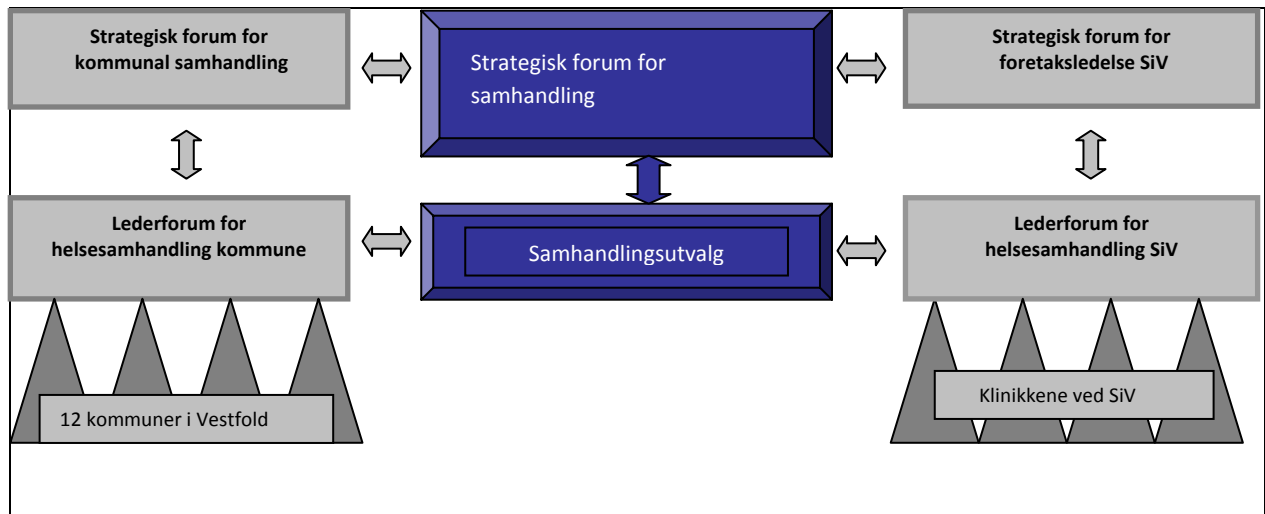 Strategisk forum for
kommunal samhandling
Strategisk forum for
samhandling
Strategisk forum for
foretaksledelse SiV
Lederforum for
helsesamhandling kommune
Samhandlingsutvalg
Lederforum for
helsesamhandling SiV
12 kommuner i Vestfold
Klinikkene ved SiV